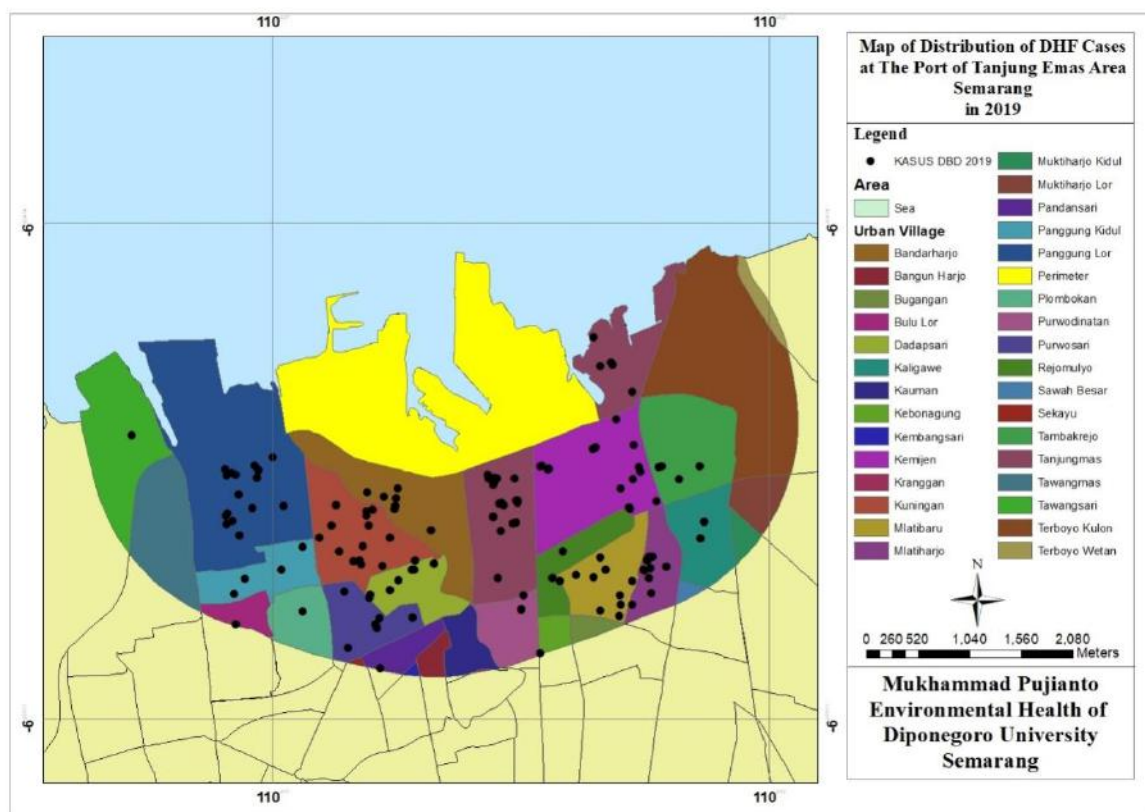 110
110
-6
-6
-6
-6
110
110
Map of Distribution of DHF Cases
at The Port of Tanjung Emas Area
Semarang
in 2019
Legend
KASUS DBD 2019
Area
Sea
Urban Village
Bandarharjo
Bangun Harjo
Bugangan
Bulu Lor
Dadapsari
Kaligawe
Kauman
Kebonagung
Kembangsari
Kemijen
Kranggan
Kuningan
Mlatibaru
Mlatiharjo
Muktiharjo Kidul
Muktiharjo Lor
Pandansari
Panggung Kidul
Panggung Lor
Perimeter
Plombokan
Purwodinatan
Purwosari
Rejomulyo
Sawah Besar
Sekayu
Tambakrejo
Tanjungmas
Tawangmas
Tawangsari
Terboyo Kulon
Terboyo Wetan
N
0 260 520 1.040 1.560 2.080
Meters
Mukhammad Pujianto
Environmental Health of
Diponegoro University
Semarang